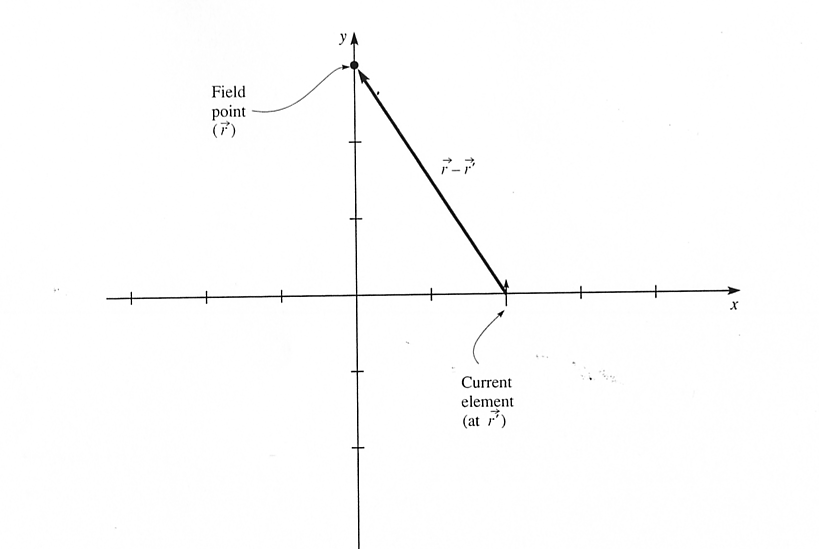 y
Field
point
(r⃗)
r⃗ – r⃗′
x
Current
element
(at r⃗′)